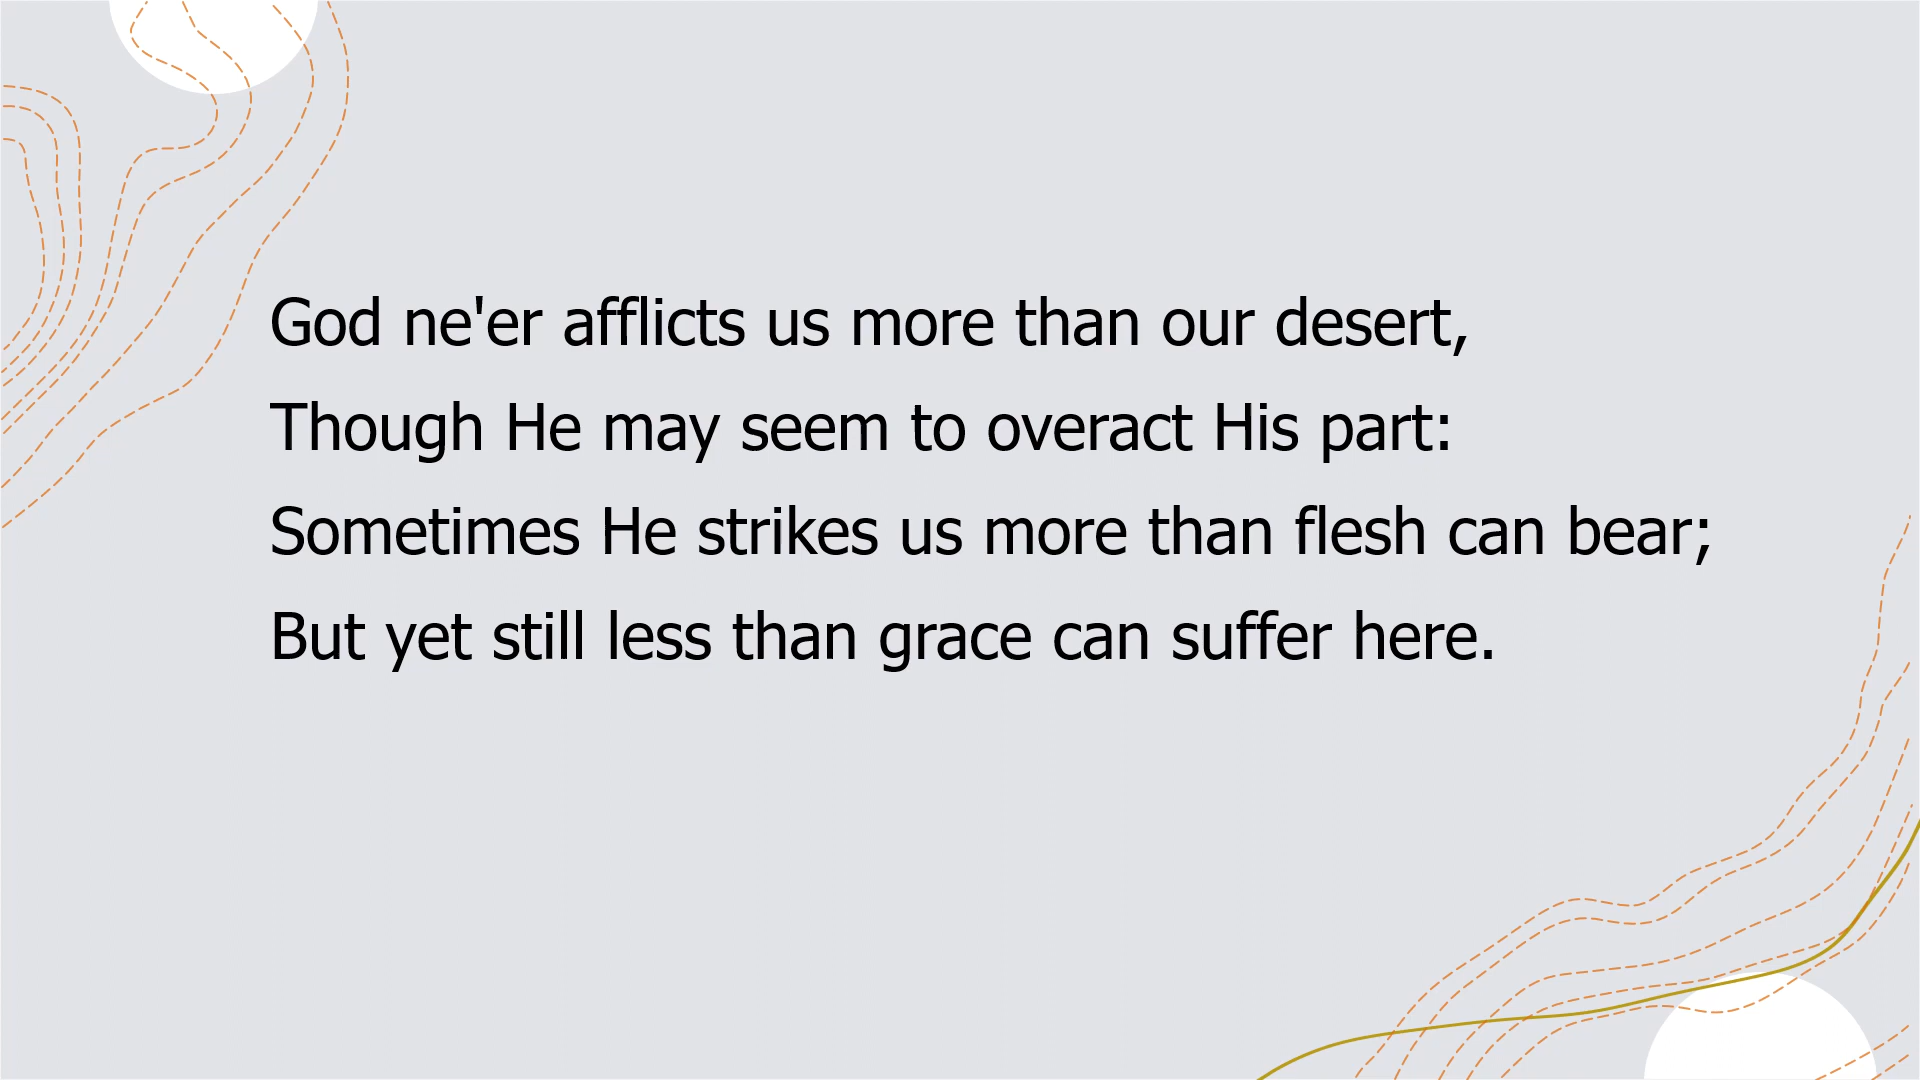 God ne'er afflicts us more than our desert,
Though He may seem to overact His part:
Sometimes He strikes us more than flesh can bear;
But yet still less than grace can suffer here.